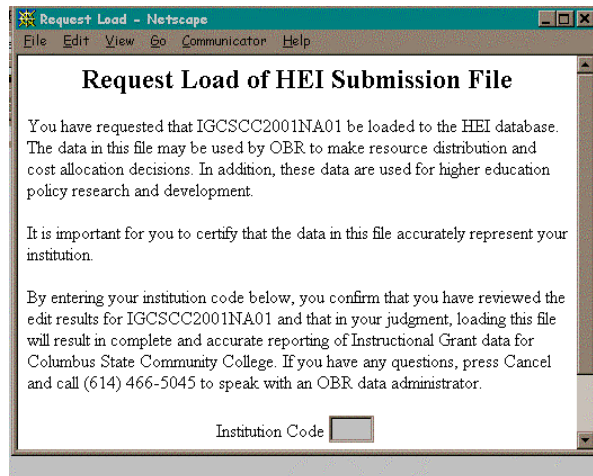 Request Load - Netscape
File Edit View Go Communicator Help
Request Load of HEI Submission File
You have requested that IGCSCC2001NA01 be loaded to the HEI database.
The data in this file may be used by OBR to make resource distribution and
cost allocation decisions. In addition, these data are used for higher education
policy research and development.
It is important for you to certify that the data in this file accurately represent your
institution.
By entering your institution code below, you confirm that you have reviewed the
edit results for IGCSCC2001NA01 and that in your judgment, loading this file
will result in complete and accurate reporting of Instructional Grant data for
Columbus State Community College. If you have any questions, press Cancel
and call (614) 466-5045 to speak with an OBR data administrator.
Institution Code